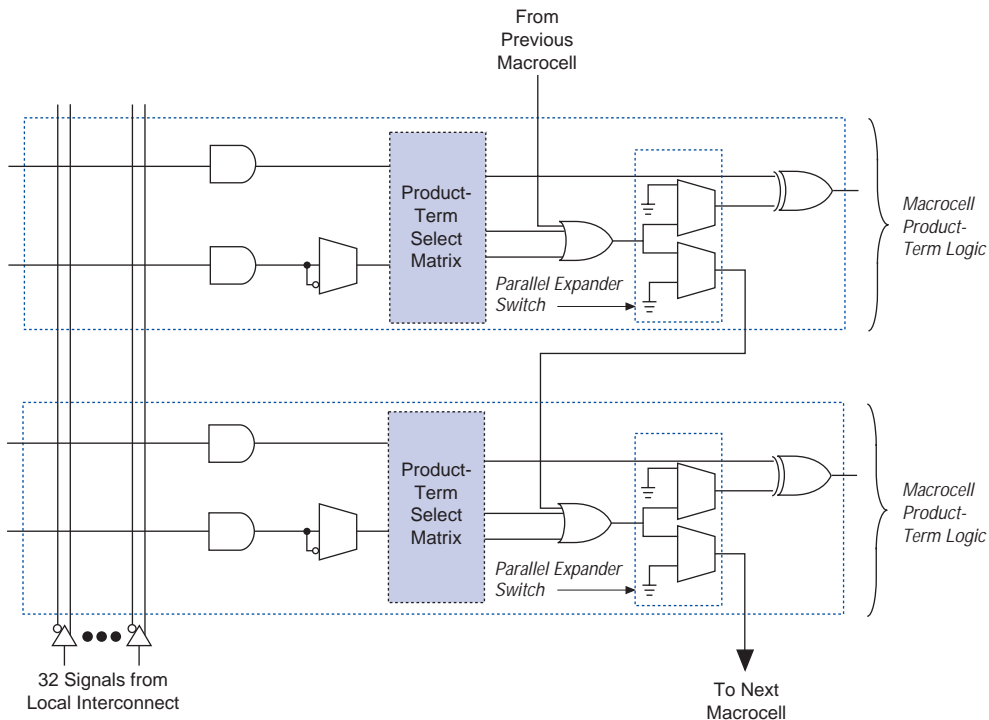 From
Previous
Macrocell
Product-
Term
Select
Matrix
Macrocell
Product-
Term Logic
Parallel Expander
Switch
Product-
Term
Select
Matrix
Macrocell
Product-
Term Logic
Parallel Expander
Switch
32 Signals from
Local Interconnect
To Next
Macrocell